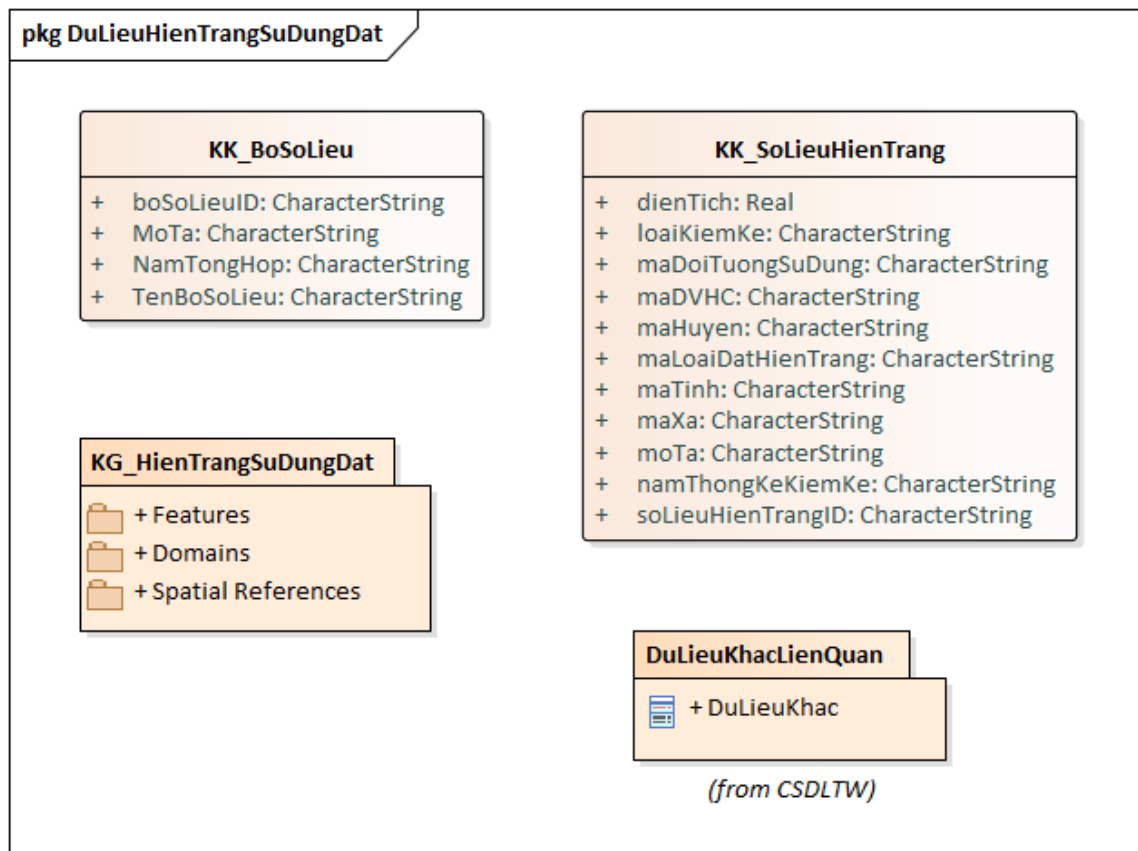 pkg DuLieuHienTrangSuDungDat
KK_BoSoLieu
+ boSoLieuID: CharacterString
+ MoTa: CharacterString
+ NamTongHop: CharacterString
+ TenBoSoLieu: CharacterString
KK_SoLieuHienTrang
+ dienTich: Real
+ loaiKiemKe: CharacterString
+ maDoiTuongSuDung: CharacterString
+ maDVHC: CharacterString
+ maHuyen: CharacterString
+ maLoaiDatHienTrang: CharacterString
+ maTinh: CharacterString
+ maXa: CharacterString
+ moTa: CharacterString
+ namThongKeKiemKe: CharacterString
+ soLieuHienTrangID: CharacterString
KG_HienTrangSuDungDat
+ Features
+ Domains
+ Spatial References
DuLieuKhacLienQuan
+ DuLieuKhac
(from CSDLTW)